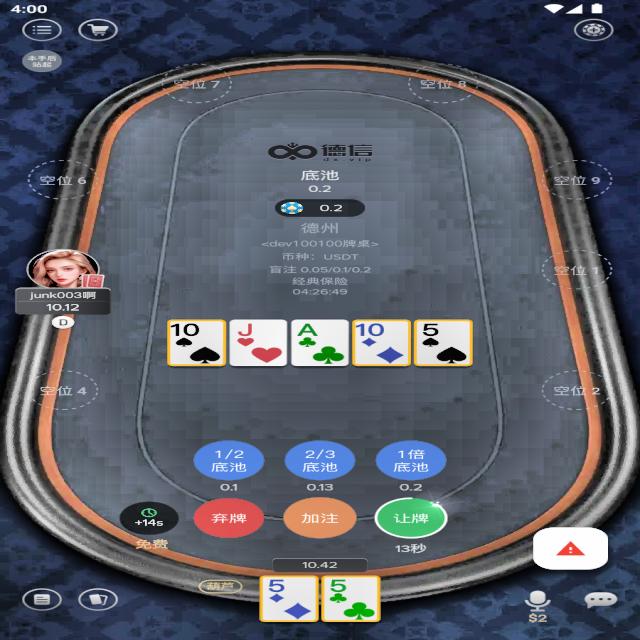 4:00
本手后
站起
空位 7
空位 8
德信
dx.vip
底池
0.2
0.2
空位 6
空位 9
德州
<dev100100牌桌>
币种：USDT
盲注 0.05/0.1/0.2
经典保险
04:26:49
空位 1
junk003啊
10.12
D
10
J
A
10
5
空位 4
空位 2
1/2
底池
2/3
底池
1倍
底池
0.1
0.13
0.2
+14s
弃牌
加注
让牌
免费
13秒
10.42
葫芦
5
5
$2